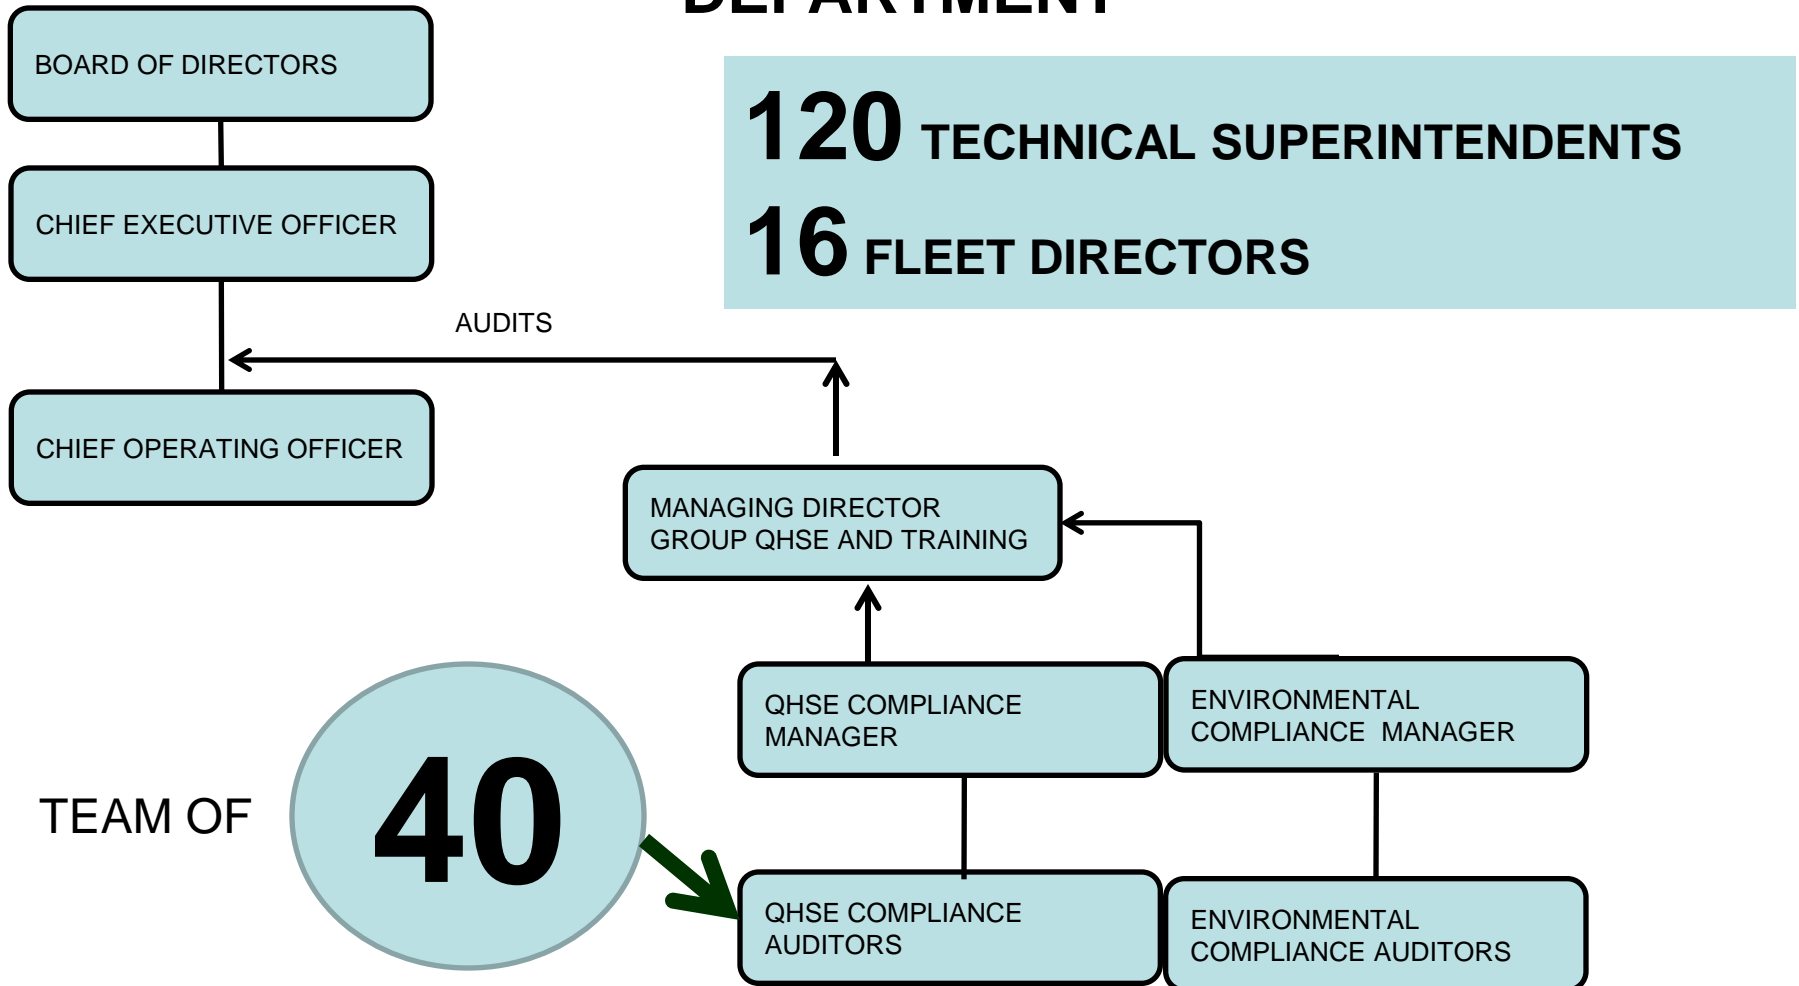 DEPARTMENT
BOARD OF DIRECTORS
120 TECHNICAL SUPERINTENDENTS
16 FLEET DIRECTORS
CHIEF EXECUTIVE OFFICER
AUDITS
CHIEF OPERATING OFFICER
MANAGING DIRECTOR
GROUP QHSE AND TRAINING
QHSE COMPLIANCE
MANAGER
ENVIRONMENTAL
COMPLIANCE  MANAGER
TEAM OF
40
QHSE COMPLIANCE
AUDITORS
ENVIRONMENTAL
COMPLIANCE AUDITORS